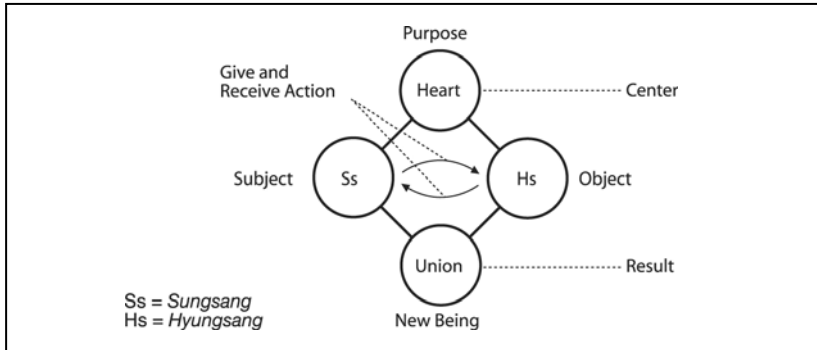 Purpose
Give and
Receive Action
Heart
Center
Subject
Ss
Hs
Object
Union
Result
Ss = Sungsang
Hs = Hyungsang
New Being